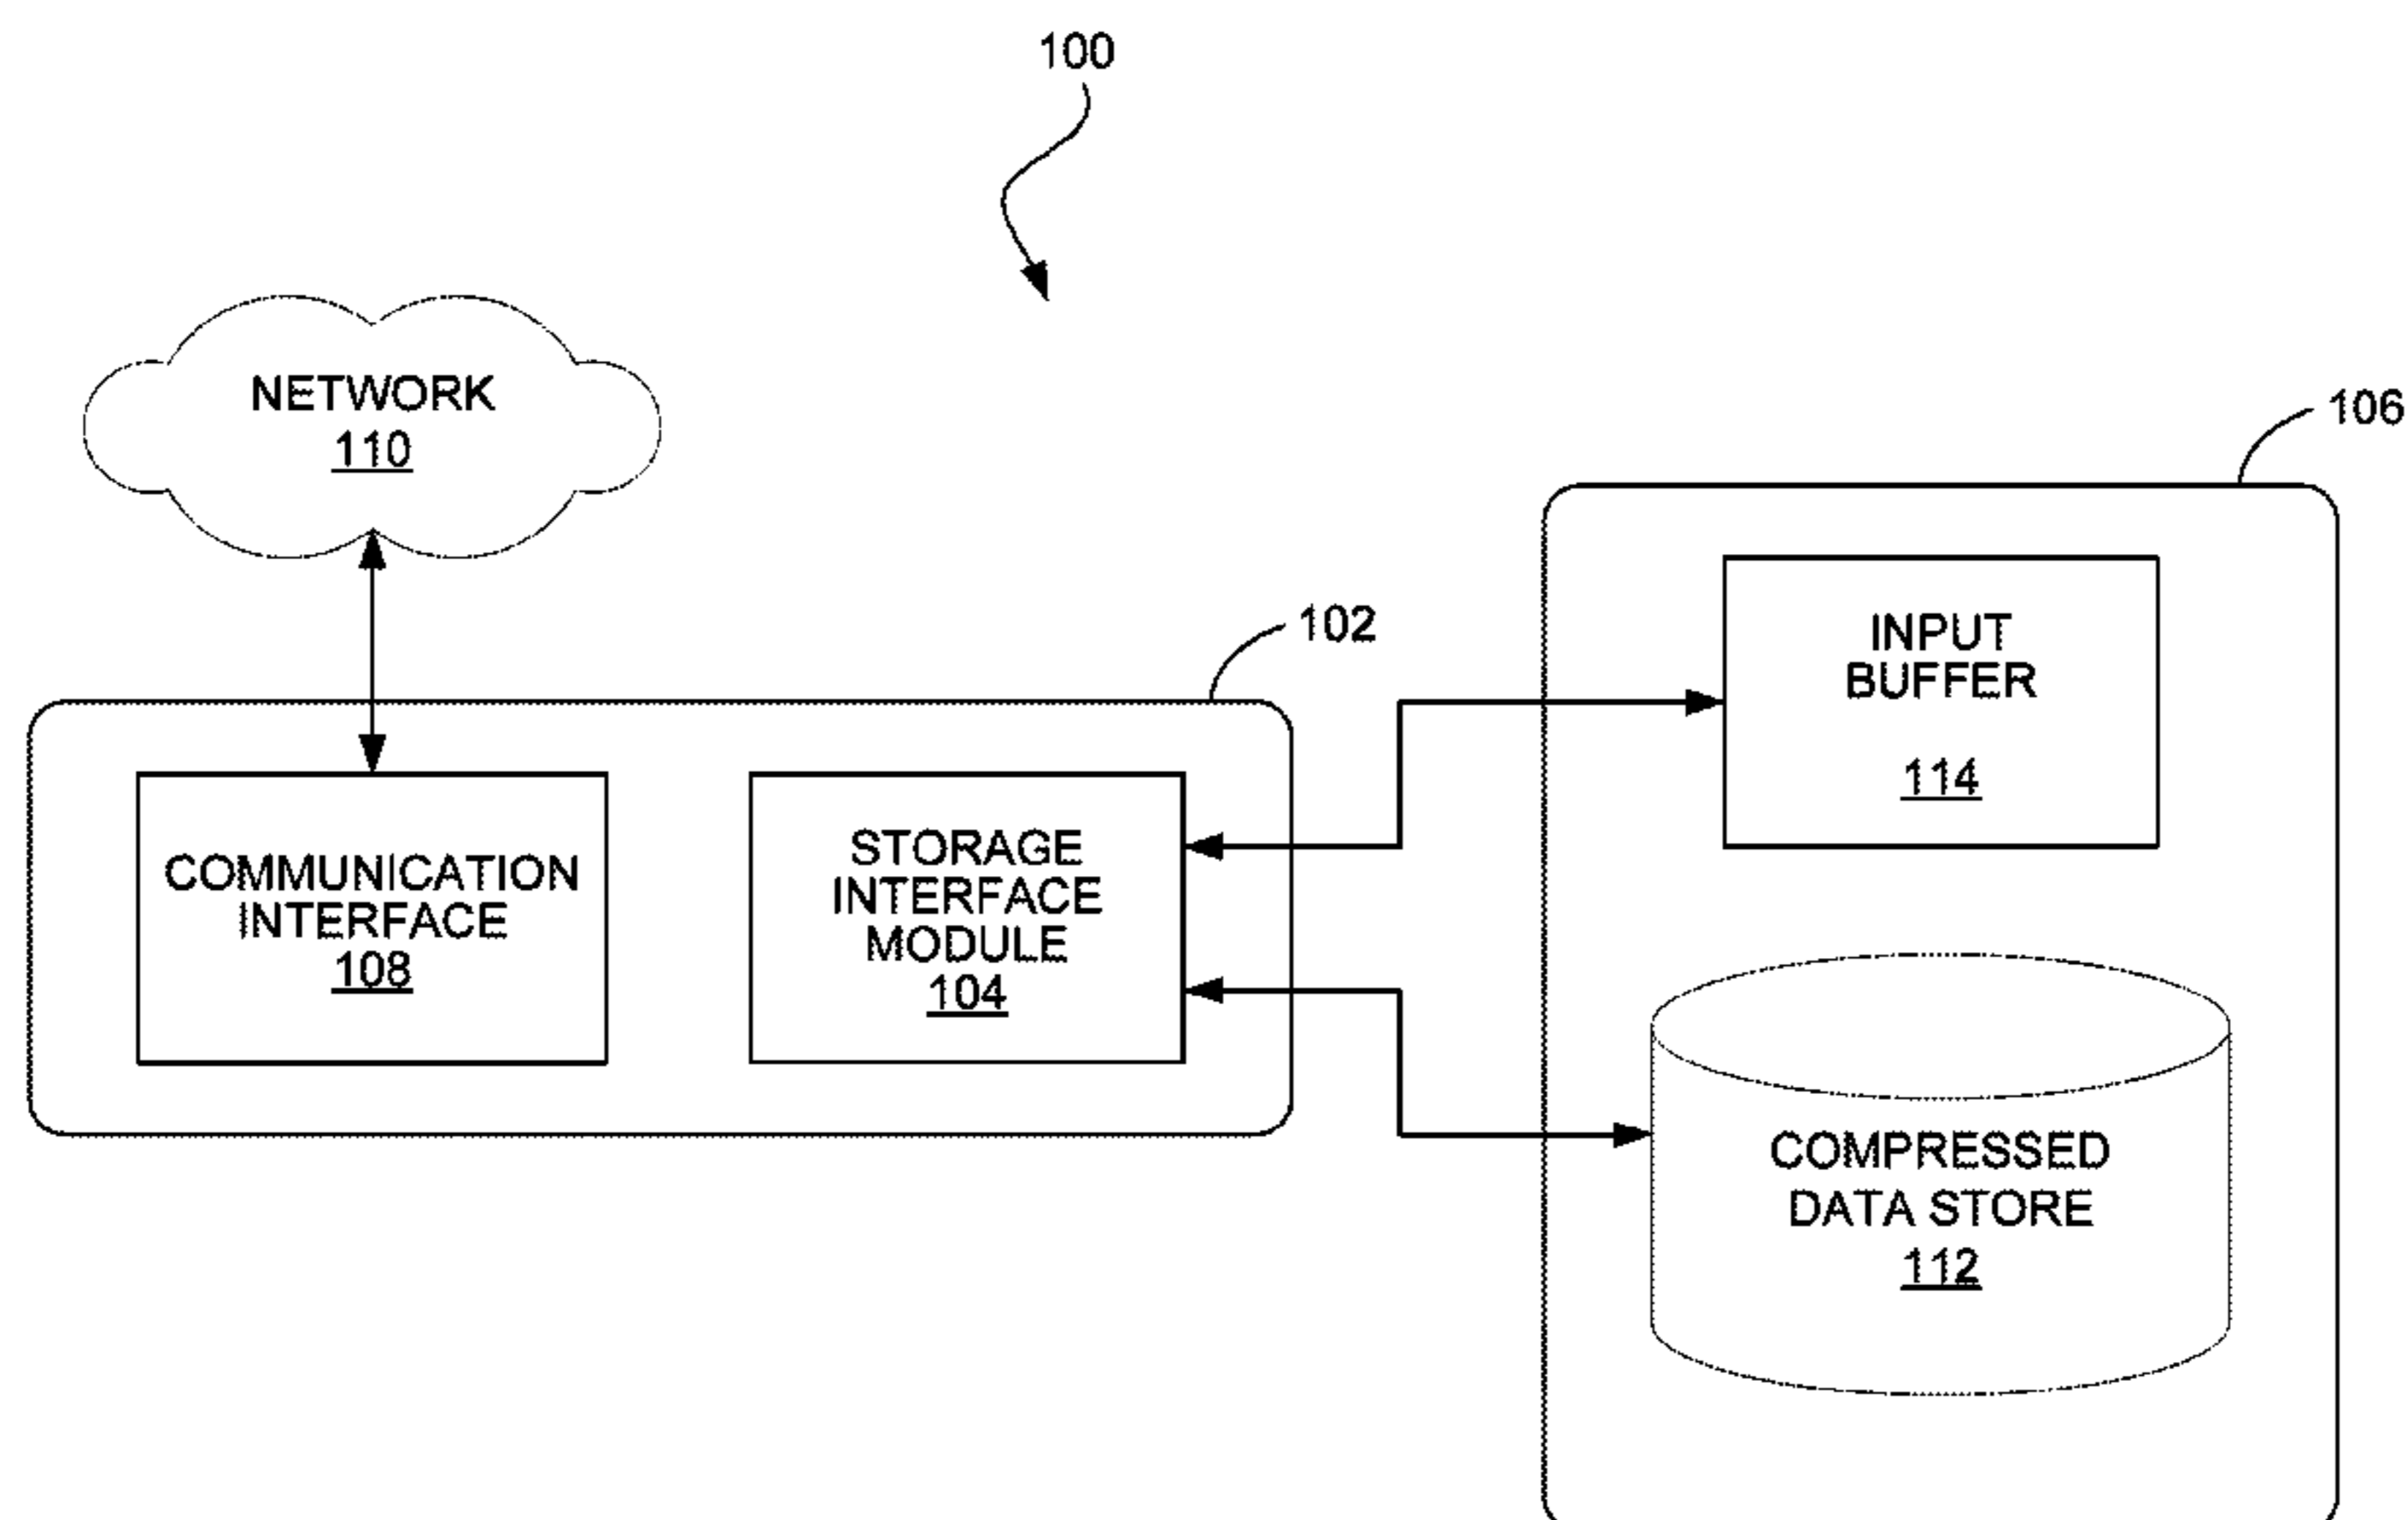 100
NETWORK
110
106
102
INPUT
BUFFER
114
COMMUNICATION
INTERFACE
108
STORAGE
INTERFACE
MODULE
104
COMPRESSED
DATA STORE
112